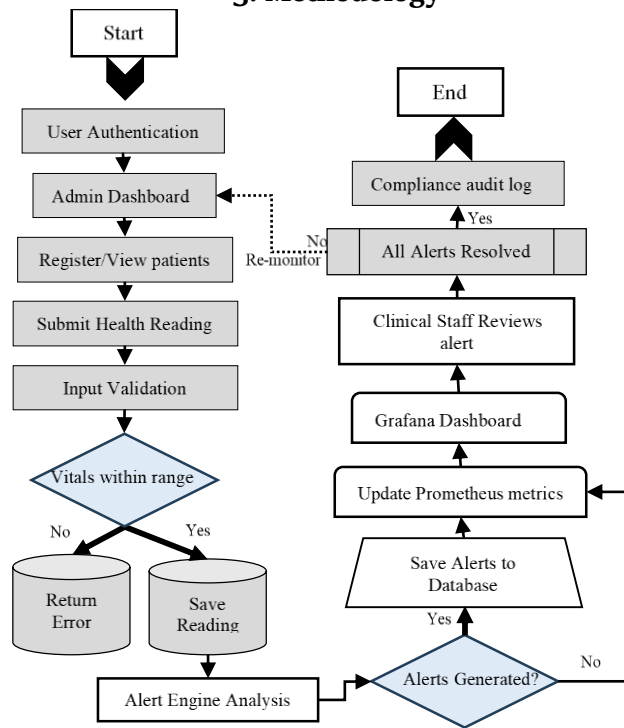 3. Methodology
Start
User Authentication
Admin Dashboard
Register/View patients
Submit Health Reading
Input Validation
Vitals within range
No
Yes
Return
Error
Save
Reading
Alert Engine Analysis
Alerts Generated?
No
Yes
Save Alerts to
Database
Update Prometheus metrics
Grafana Dashboard
Clinical Staff Reviews
alert
All Alerts Resolved
No
Re-monitor
Yes
Compliance audit log
End